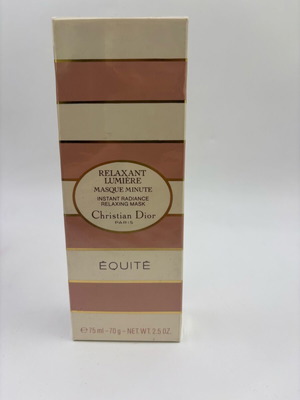 RELAXANT
LUMIÈRE
MASQUE MINUTE
INSTANT RADIANCE
RELAXING MASK
Christian Dior
PARIS
ÉQUITÉ
℮ 75 ml - 70 g - NET. WT. 2.5 OZ.